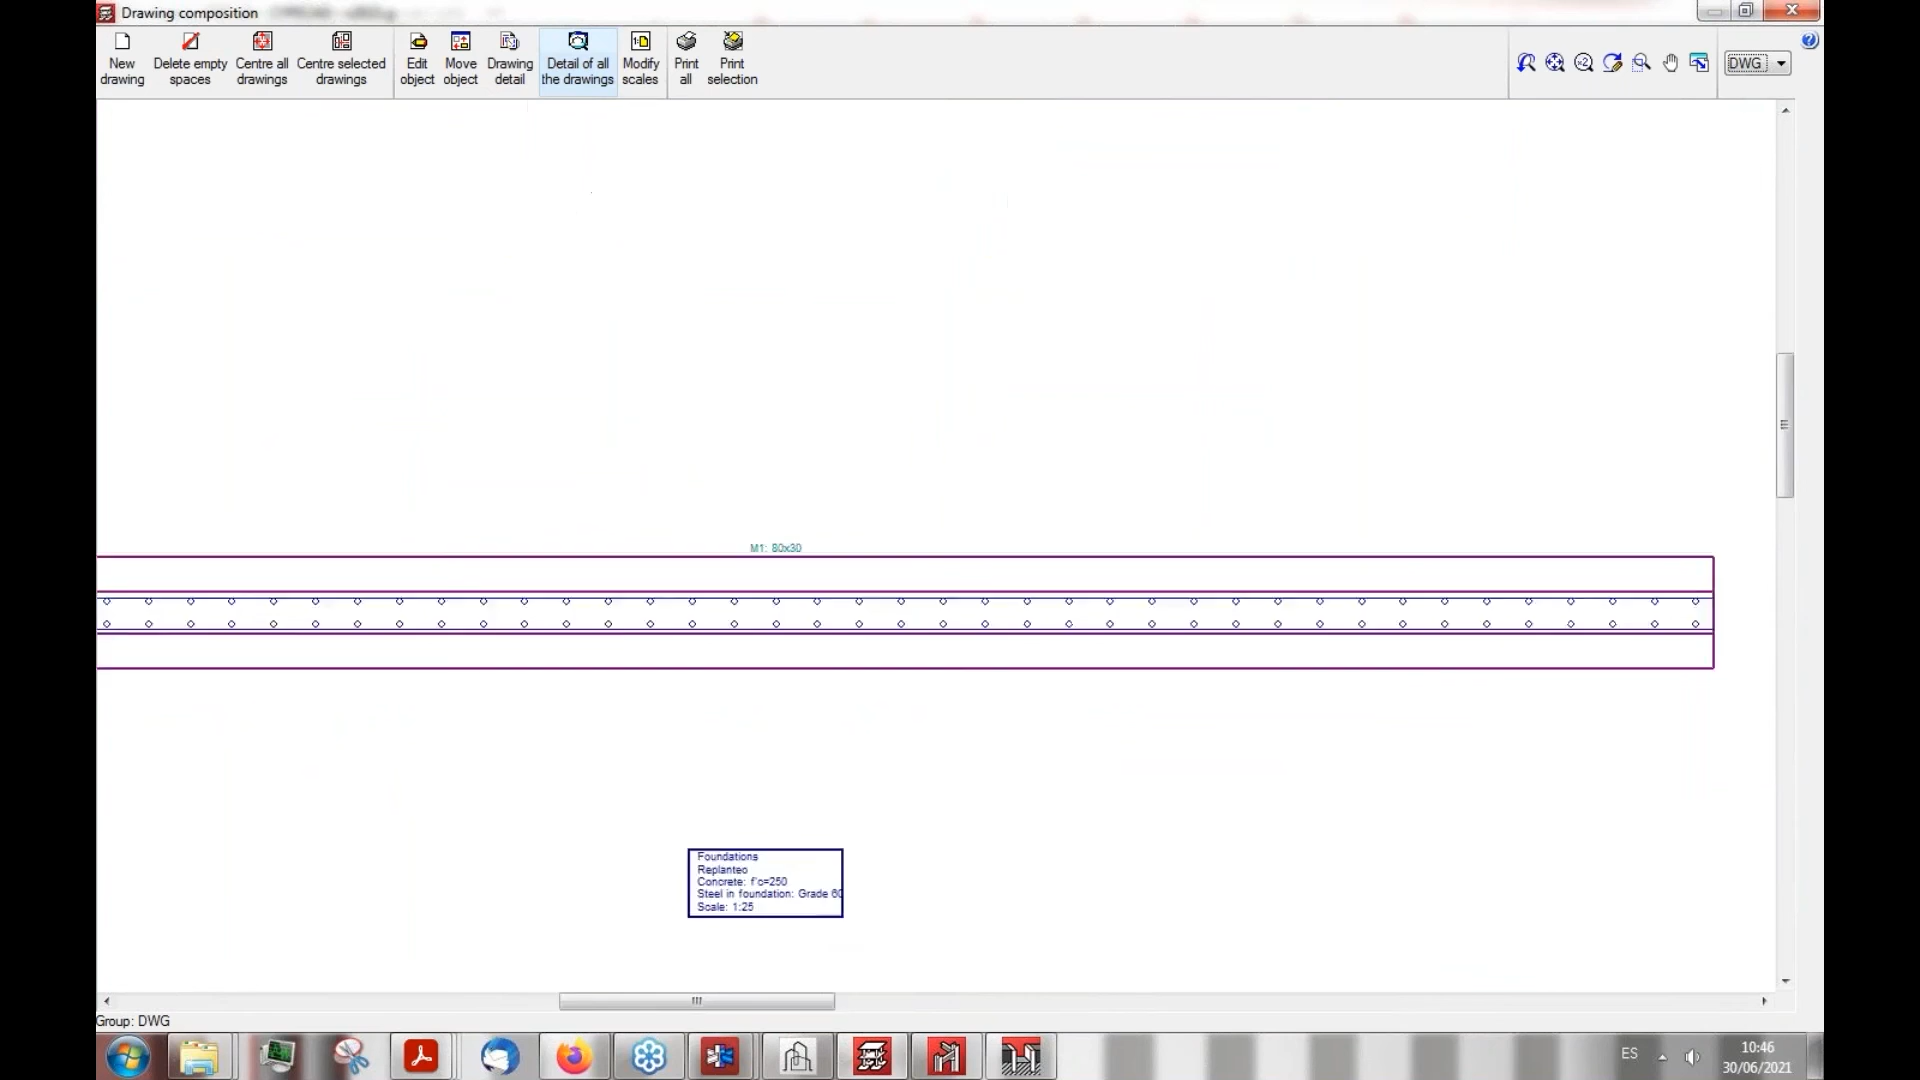 Drawing composition
New drawing
Delete empty spaces
Centre all drawings
Centre selected drawings
Edit object
Move object
Drawing detail
Detail of all the drawings
Modify scales
Print all
Print selection
DWG
M1: 80x30
Foundations
Replanteo
Concrete: f'c=250
Steel in foundation: Grade 60
Scale: 1:25
Group: DWG
ES
10:46
30/06/2021